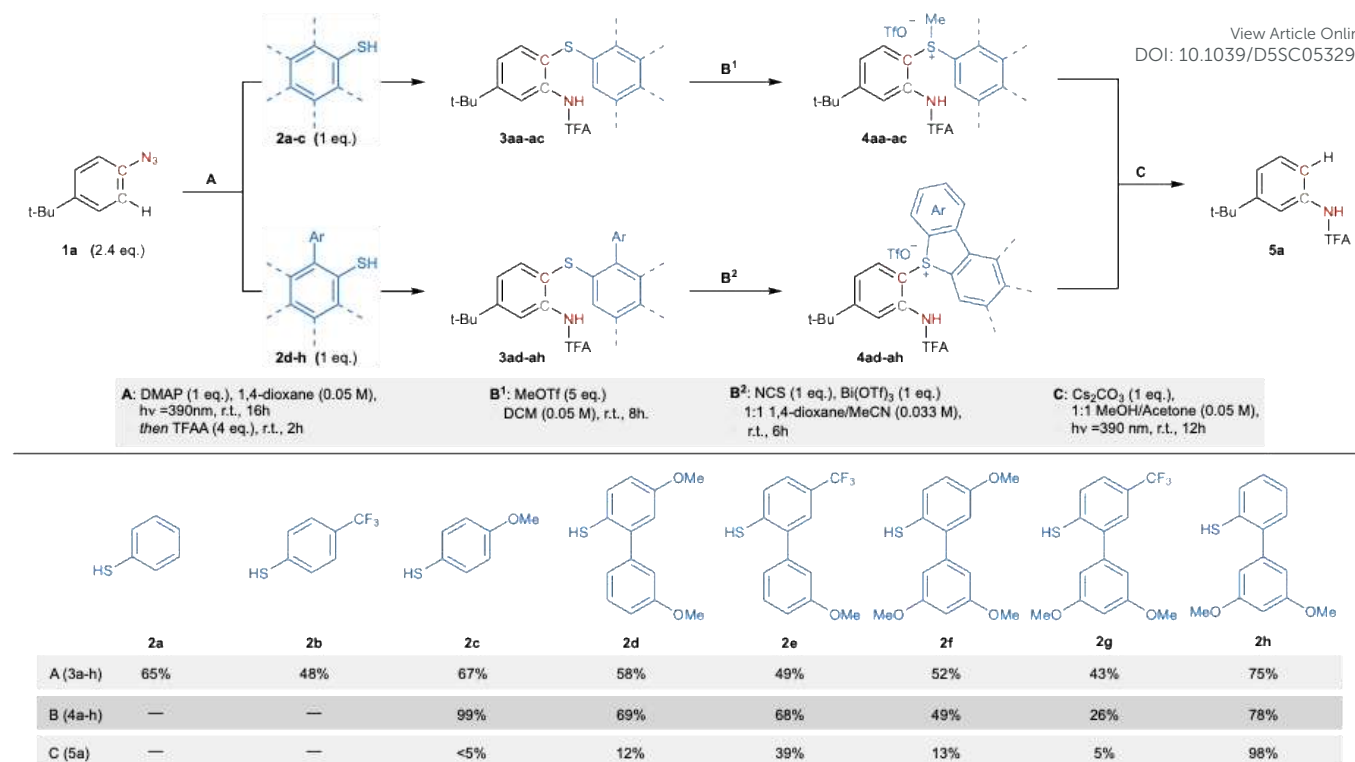 View Article Onlin
DOI: 10.1039/D5SC05329
N₃
C
C
H
t-Bu
1a (2.4 eq.)
A
SH
2a-c (1 eq.)
Ar
SH
2d-h (1 eq.)
S
C
C
NH
TFA
t-Bu
3aa-ac
Ar
S
C
C
NH
TFA
t-Bu
3ad-ah
B¹
B²
TfO⁻
Me
S
+
C
C
NH
TFA
t-Bu
4aa-ac
Ar
TfO⁻
S
+
C
C
NH
TFA
t-Bu
4ad-ah
C
H
C
C
NH
TFA
t-Bu
5a
A: DMAP (1 eq.), 1,4-dioxane (0.05 M),
hν =390nm, r.t., 16h
then TFAA (4 eq.), r.t., 2h
B¹: MeOTf (5 eq.)
DCM (0.05 M), r.t., 8h.
B²: NCS (1 eq.), Bi(OTf)₃ (1 eq.)
1:1 1,4-dioxane/MeCN (0.033 M),
r.t., 6h
C: Cs₂CO₃ (1 eq.),
1:1 MeOH/Acetone (0.05 M),
hν =390 nm, r.t., 12h
HS
CF₃
HS
OMe
HS
OMe
HS
OMe
CF₃
HS
OMe
OMe
HS
MeO OMe
CF₃
HS
MeO OMe
HS
MeO OMe
2a 2b 2c 2d 2e 2f 2g 2h
A (3a-h) 65% 48% 67% 58% 49% 52% 43% 75%
B (4a-h) — — 99% 69% 68% 49% 26% 78%
C (5a) — — <5% 12% 39% 13% 5% 98%